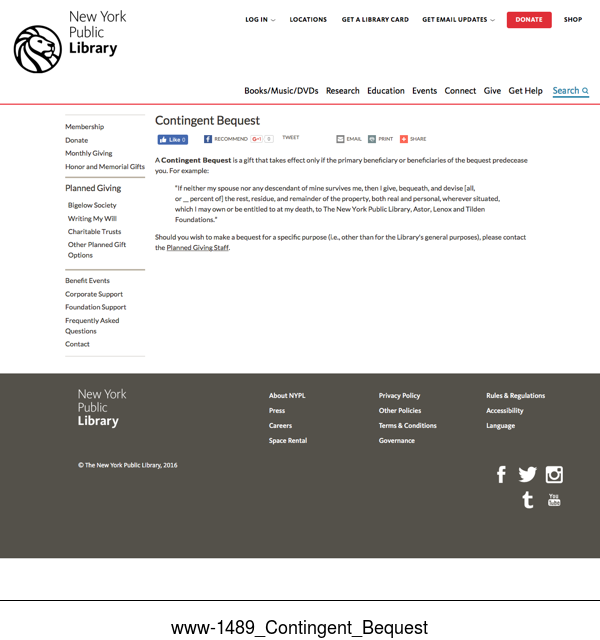 New York
Public
Library
LOG IN
LOCATIONS
GET A LIBRARY CARD
GET EMAIL UPDATES
DONATE
SHOP
Books/Music/DVDs
Research
Education
Events
Connect
Give
Get Help
Search
Membership
Donate
Monthly Giving
Honor and Memorial Gifts
Planned Giving
Bigelow Society
Writing My Will
Charitable Trusts
Other Planned Gift
Options
Benefit Events
Corporate Support
Foundation Support
Frequently Asked
Questions
Contact
Contingent Bequest
Like 0
RECOMMEND
G+1 0
TWEET
EMAIL
PRINT
SHARE
A Contingent Bequest is a gift that takes effect only if the primary beneficiary or beneficiaries of the bequest predecease
you. For example:
"If neither my spouse nor any descendant of mine survives me, then I give, bequeath, and devise [all,
or __ percent of] the rest, residue, and remainder of the property, both real and personal, wherever situated,
which I may own or be entitled to at my death, to The New York Public Library, Astor, Lenox and Tilden
Foundations."
Should you wish to make a bequest for a specific purpose (i.e., other than for the Library's general purposes), please contact
the Planned Giving Staff.
New York
Public
Library
About NYPL
Press
Careers
Space Rental
Privacy Policy
Other Policies
Terms & Conditions
Governance
Rules & Regulations
Accessibility
Language
© The New York Public Library, 2016
You
Tube
www-1489_Contingent_Bequest